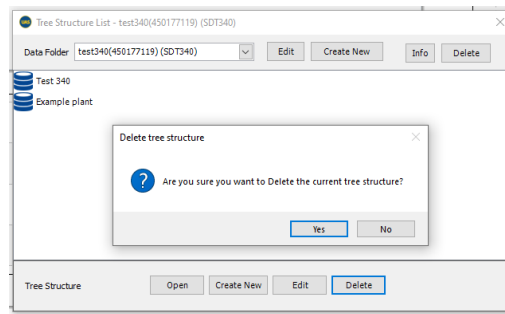 Tree Structure List - test340(450177119) (SDT340)
Data Folder test340(450177119) (SDT340) Edit Create New Info Delete
Test 340
Example plant
Delete tree structure
Are you sure you want to Delete the current tree structure?
Yes No
Tree Structure Open Create New Edit Delete